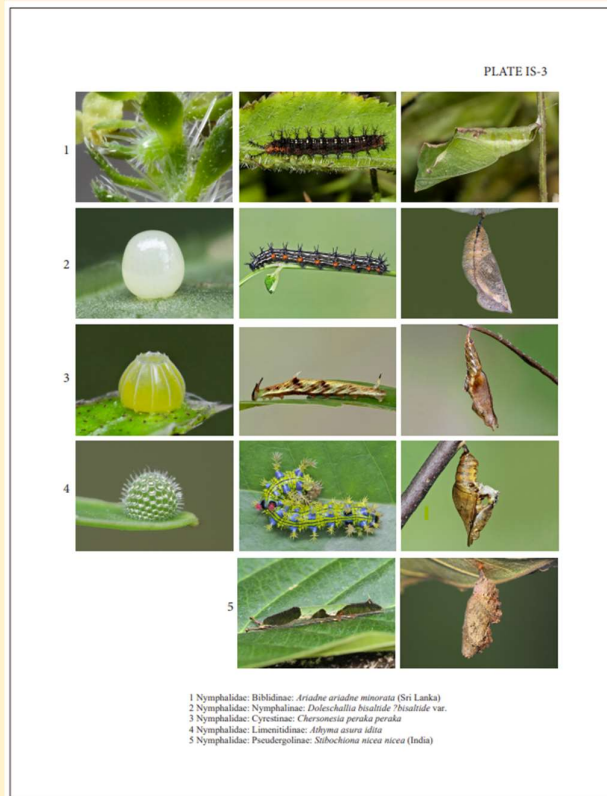 PLATE IS-3
1
2
3
4
5
1 Nymphalidae: Biblidinae: Ariadne ariadne minorata (Sri Lanka)
2 Nymphalidae: Nymphalinae: Doleschallia bisaltide ?bisaltide var.
3 Nymphalidae: Cyrestinae: Chersonesia peraka peraka
4 Nymphalidae: Limenitidinae: Athyma asura idita
5 Nymphalidae: Pseudergolinae: Stibochiona nicea nicea (India)